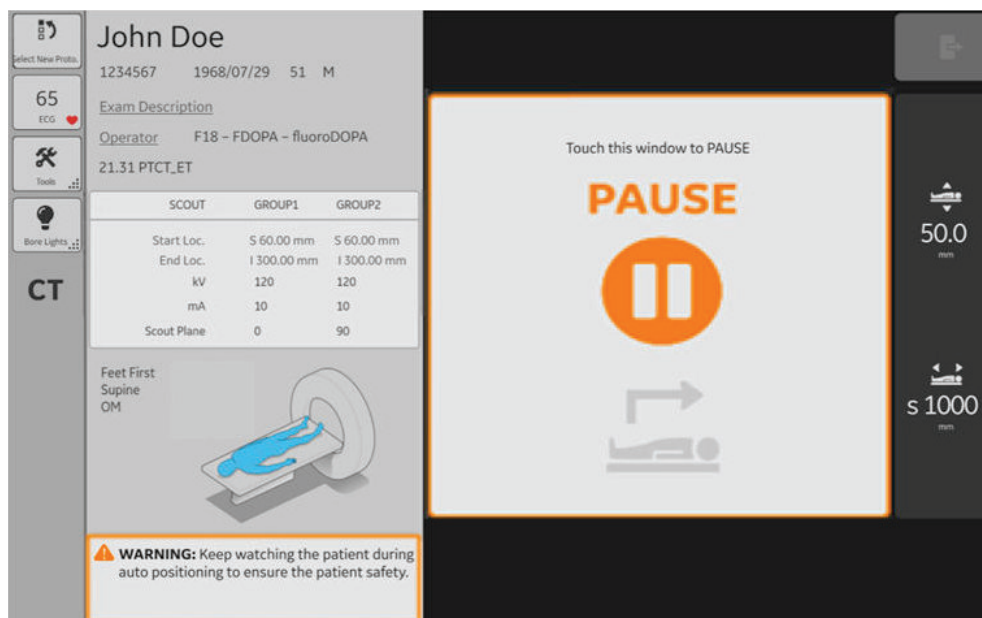 Select New Proto.
65
ECG
Tools
Bore Lights
CT
John Doe
1234567 1968/07/29 51 M
Exam Description
Operator F18 – FDOPA – fluoroDOPA
21.31 PTCT_ET
SCOUT GROUP1 GROUP2
Start Loc. S 60.00 mm S 60.00 mm
End Loc. I 300.00 mm I 300.00 mm
kV 120 120
mA 10 10
Scout Plane 0 90
Feet First
Supine
OM
WARNING: Keep watching the patient during
auto positioning to ensure the patient safety.
Touch this window to PAUSE
PAUSE
50.0
mm
s 1000
mm